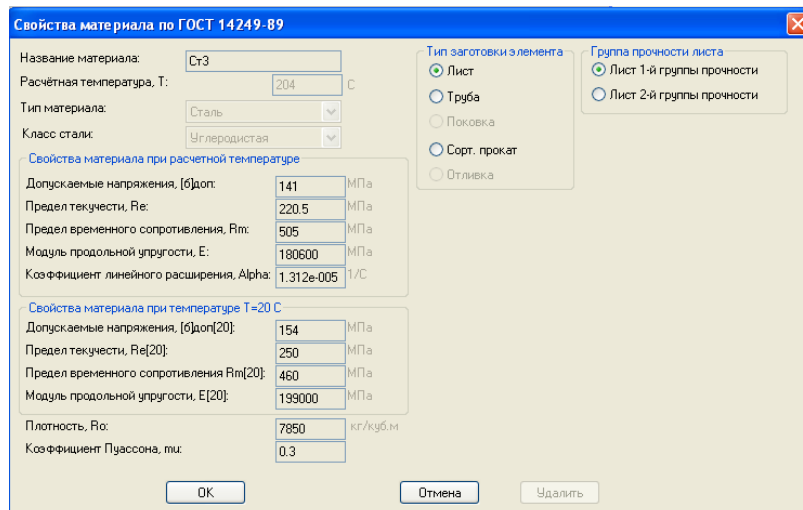 Свойства материала по ГОСТ 14249-89
Название материала: Ст3
Расчётная температура, Т: 204 С
Тип материала: Сталь
Класс стали: Углеродистая
Свойства материала при расчетной температуре
Допускаемые напряжения, [б]доп: 141 МПа
Предел текучести, Re: 220.5 МПа
Предел временного сопротивления, Rm: 505 МПа
Модуль продольной упругости, E: 180600 МПа
Коэффициент линейного расширения, Alpha: 1.312e-005 1/С
Свойства материала при температуре Т=20 С
Допускаемые напряжения, [б]доп[20]: 154 МПа
Предел текучести, Re[20]: 250 МПа
Предел временного сопротивления Rm[20]: 460 МПа
Модуль продольной упругости, E[20]: 199000 МПа
Плотность, Ro: 7850 кг/куб.м
Коэффициент Пуассона, mu: 0.3
Тип заготовки элемента
Лист
Труба
Поковка
Сорт. прокат
Отливка
Группа прочности листа
Лист 1-й группы прочности
Лист 2-й группы прочности
OK Отмена Удалить